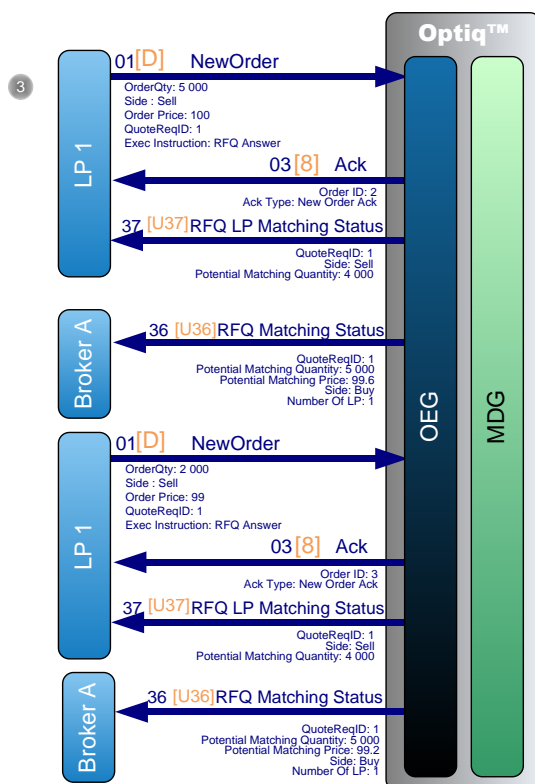 Optiq™
3
LP 1
01[D] NewOrder
OrderQty: 5 000
Side : Sell
Order Price: 100
QuoteReqID: 1
Exec Instruction: RFQ Answer
03[8] Ack
Order ID: 2
Ack Type: New Order Ack
37 [U37]RFQ LP Matching Status
QuoteReqID: 1
Side: Sell
Potential Matching Quantity: 4 000
Broker A
36 [U36]RFQ Matching Status
QuoteReqID: 1
Potential Matching Quantity: 5 000
Potential Matching Price: 99.6
Side: Buy
Number Of LP: 1
OEG
MDG
LP 1
01[D] NewOrder
OrderQty: 2 000
Side : Sell
Order Price: 99
QuoteReqID: 1
Exec Instruction: RFQ Answer
03[8] Ack
Order ID: 3
Ack Type: New Order Ack
37 [U37]RFQ LP Matching Status
QuoteReqID: 1
Side: Sell
Potential Matching Quantity: 4 000
Broker A
36 [U36]RFQ Matching Status
QuoteReqID: 1
Potential Matching Quantity: 5 000
Potential Matching Price: 99.2
Side: Buy
Number Of LP: 1